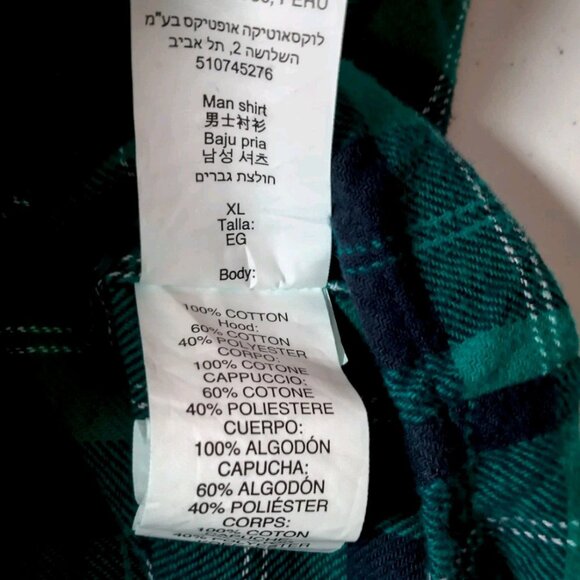 PERU
לוקסאוטיקה אופטיקס בע"מ
השלושה 2, תל אביב
510745276
Man shirt
男士衬衫
Baju pria
남성 셔츠
חולצת גברים
XL
Talla:
EG
Body:
100% COTTON
Hood:
60% COTTON
40% POLYESTER
CORPO:
100% COTONE
CAPPUCCIO:
60% COTONE
40% POLIESTERE
CUERPO:
100% ALGODÓN
CAPUCHA:
60% ALGODÓN
40% POLIÉSTER
CORPS:
100% COTON